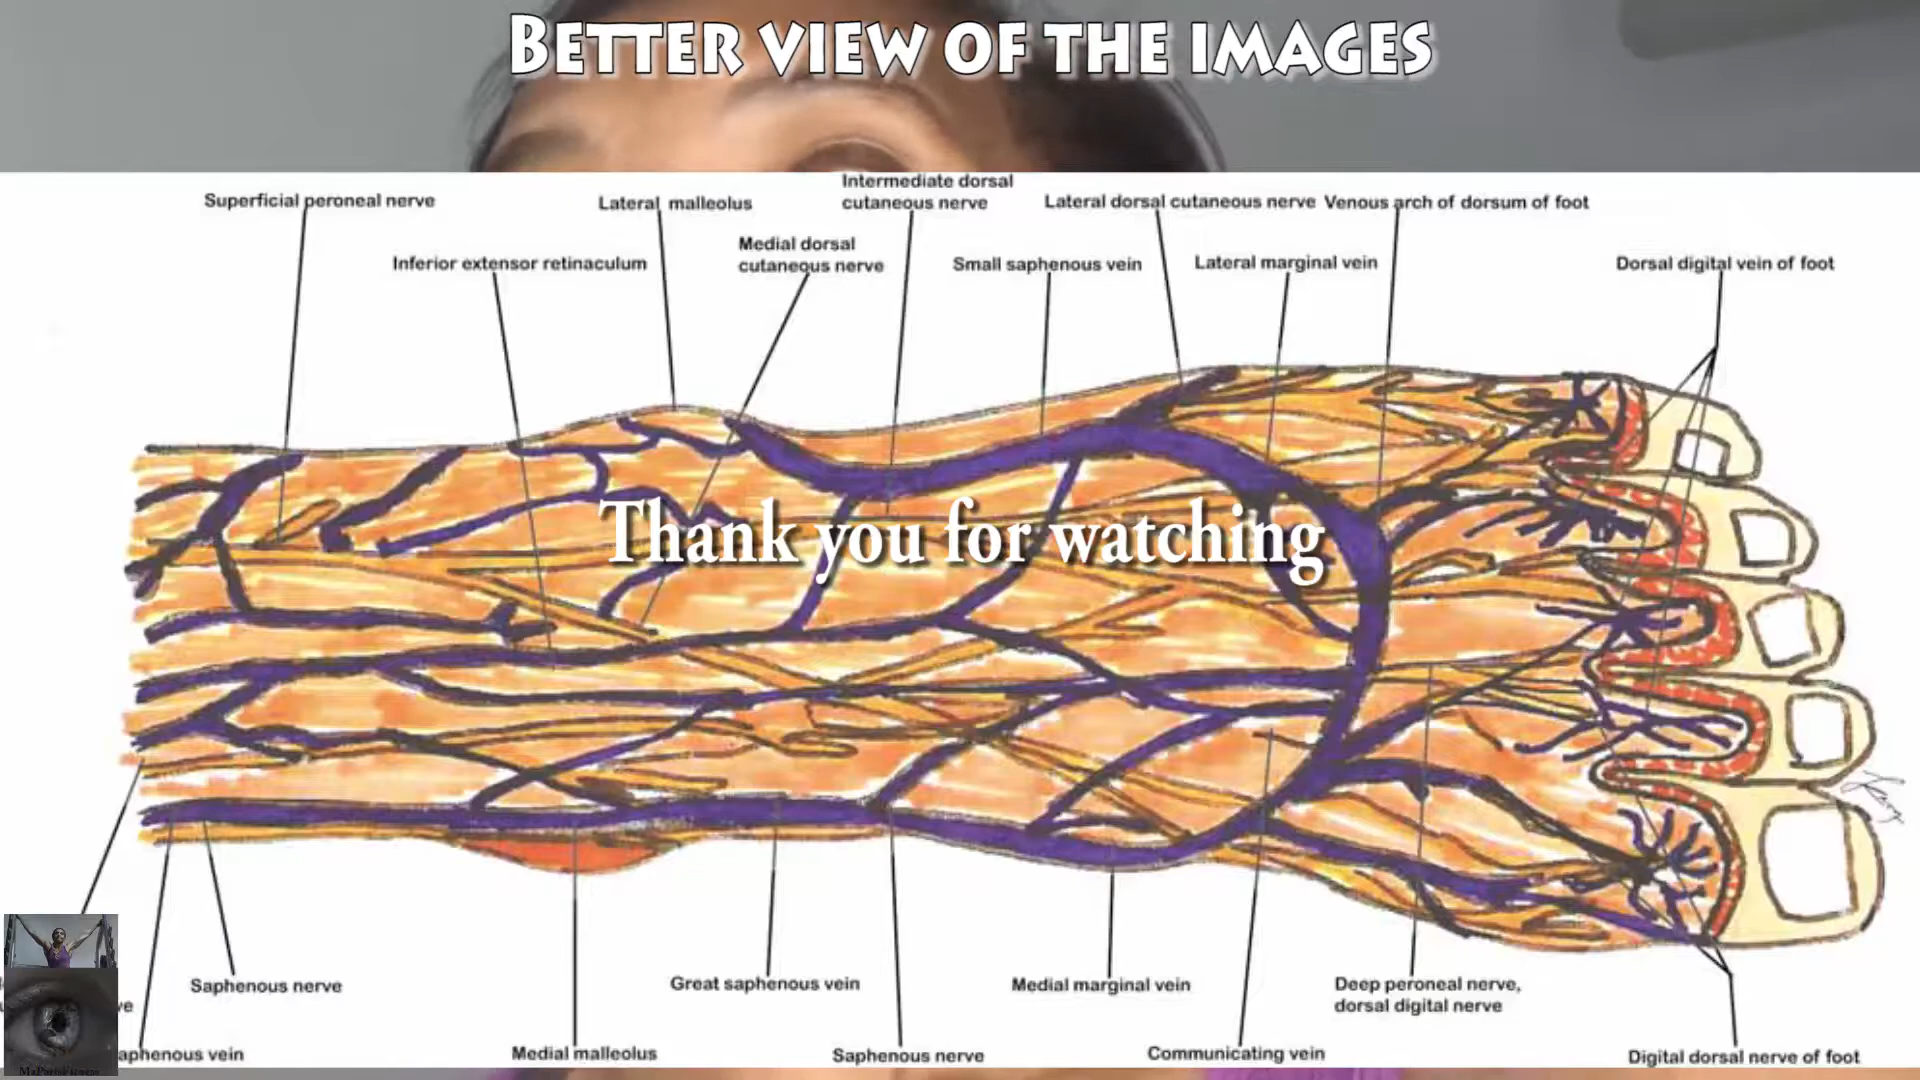 BETTER VIEW OF THE IMAGES
Intermediate dorsal
cutaneous nerve
Superficial peroneal nerve
Lateral malleolus
Lateral dorsal cutaneous nerve
Venous arch of dorsum of foot
Medial dorsal
cutaneous nerve
Inferior extensor retinaculum
Small saphenous vein
Lateral marginal vein
Dorsal digital vein of foot
Thank you for watching
Saphenous nerve
Great saphenous vein
Medial marginal vein
Deep peroneal nerve,
dorsal digital nerve
aphenous vein
Medial malleolus
Saphenous nerve
Communicating vein
Digital dorsal nerve of foot